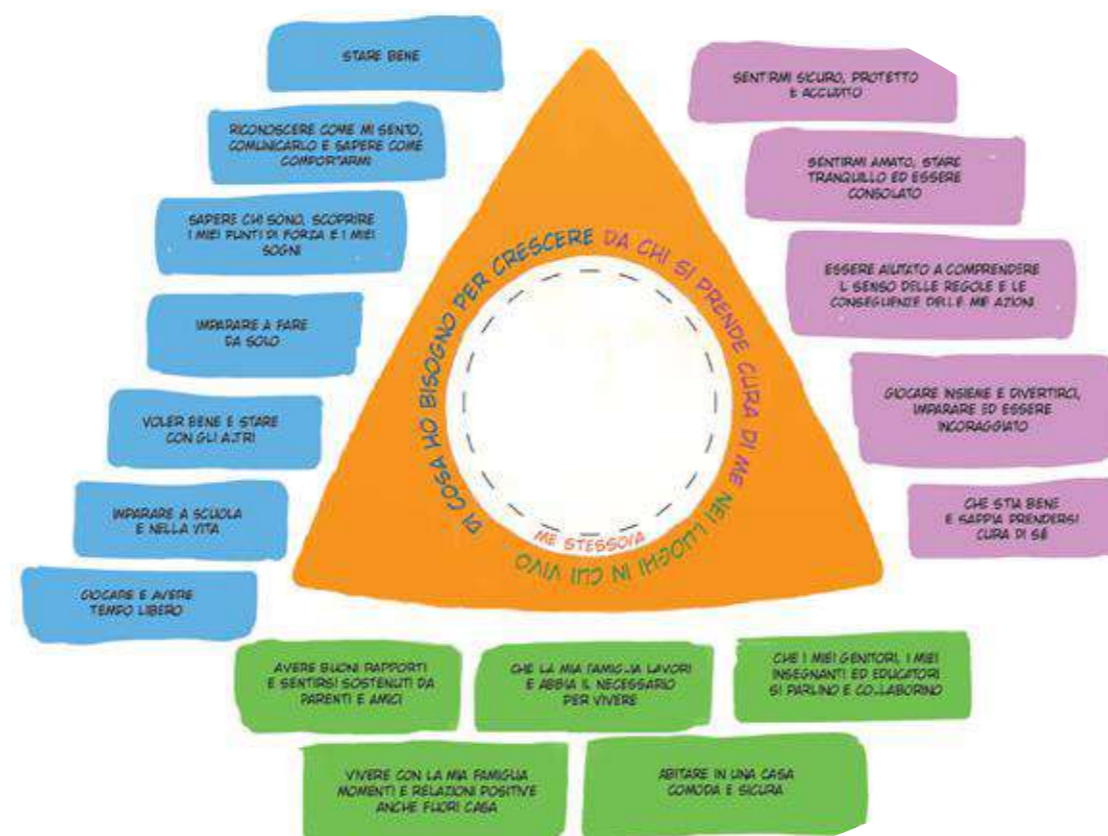 STARE BENE
RICONOSCERE COME MI SENTO,
COMUNICARLO E SAPERE COME
COMPORTARMI
SAPERE CHI SONO, SCOPRIRE
I MIEI PUNTI DI FORZA E I MIEI
SOGNI
IMPARARE A FARE
DA SOLO
VOLER BENE E STARE
CON GLI ALTRI
IMPARARE A SCUOLA
E NELLA VITA
GIOCARE E AVERE
TEMPO LIBERO
DI COSA HO BISOGNO PER CRESCERE
DA CHI SI PRENDE CURA DI ME
NEI LUOGHI IN CUI VIVO
ME STESSO/A
SENTIRMI SICURO, PROTETTO
E ACCUDITO
SENTIRMI AMATO, STARE
TRANQUILLO ED ESSERE
CONSOLATO
ESSERE AIUTATO A COMPRENDERE
IL SENSO DELLE REGOLE E LE
CONSEGUENZE DELLE MIE AZIONI
GIOCARE INSIEME E DIVERTIRCI,
IMPARARE ED ESSERE
INCORAGGIATO
CHE STIA BENE
E SAPPIA PRENDERSI
CURA DI SÉ
AVERE BUONI RAPPORTI
E SENTIRSI SOSTENUTI DA
PARENTI E AMICI
CHE LA MIA FAMIGLIA LAVORI
E ABBIA IL NECESSARIO
PER VIVERE
CHE I MIEI GENITORI, I MIEI
INSEGNANTI ED EDUCATORI
SI PARLINO E COLLABORINO
VIVERE CON LA MIA FAMIGLIA
MOMENTI E RELAZIONI POSITIVE
ANCHE FUORI CASA
ABITARE IN UNA CASA
COMODA E SICURA